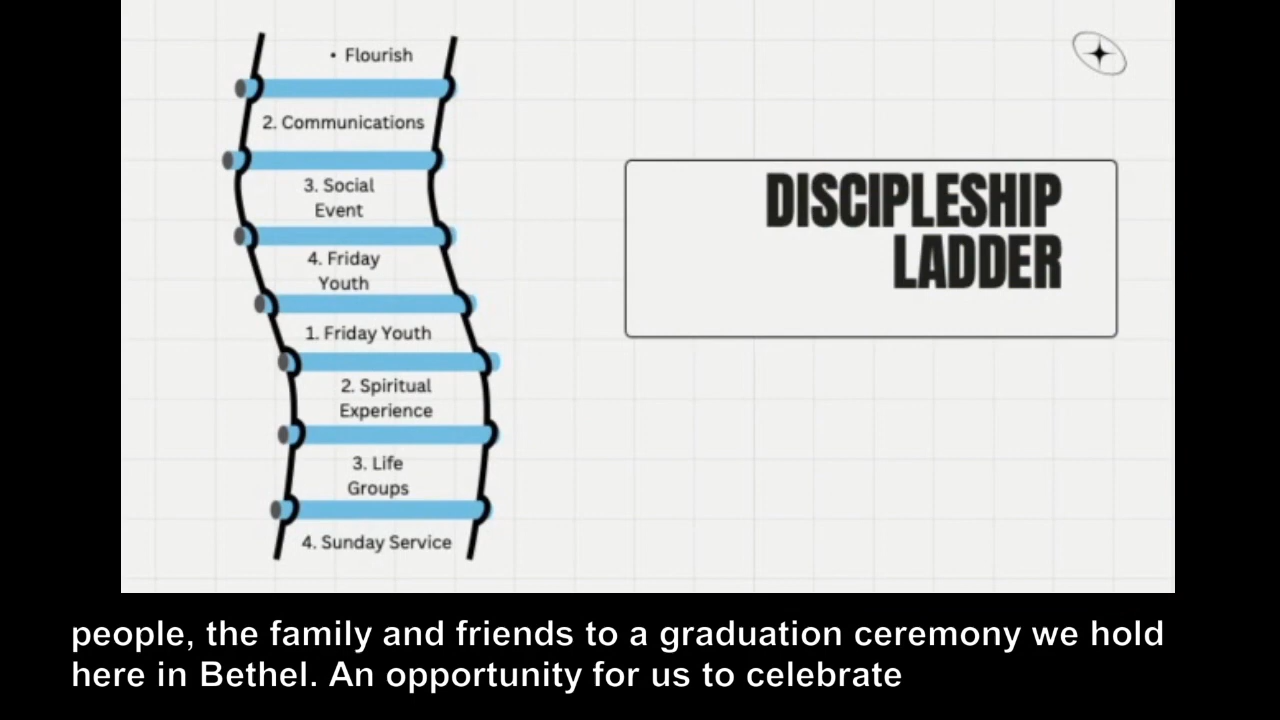 • Flourish
2. Communications
3. Social
Event
4. Friday
Youth
1. Friday Youth
2. Spiritual
Experience
3. Life
Groups
4. Sunday Service
DISCIPLESHIP
LADDER
people, the family and friends to a graduation ceremony we hold
here in Bethel. An opportunity for us to celebrate